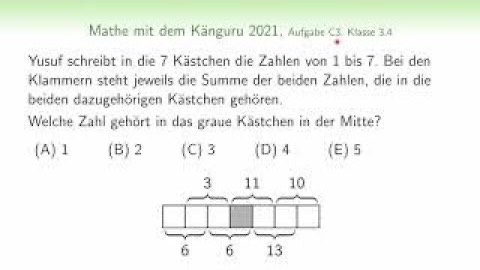 Mathe mit dem Känguru 2021, Aufgabe C3, Klasse 3.4
Yusuf schreibt in die 7 Kästchen die Zahlen von 1 bis 7. Bei den
Klammern steht jeweils die Summe der beiden Zahlen, die in die
beiden dazugehörigen Kästchen gehören.
Welche Zahl gehört in das graue Kästchen in der Mitte?
(A) 1 (B) 2 (C) 3 (D) 4 (E) 5
3 11 10
6 6 13